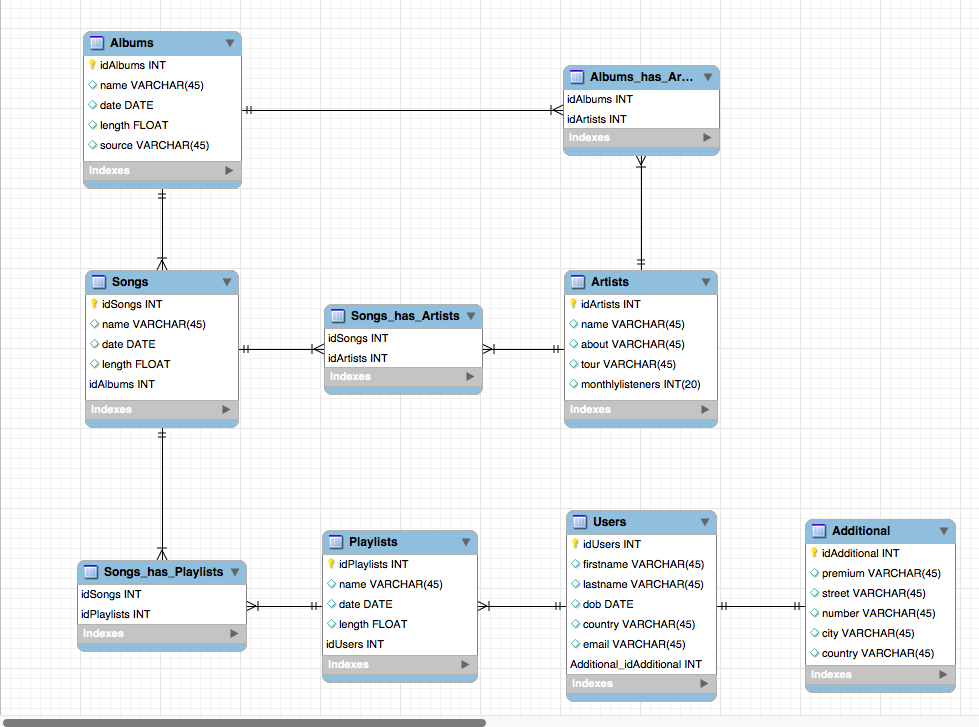 Albums
idAlbums INT
name VARCHAR(45)
date DATE
length FLOAT
source VARCHAR(45)
Indexes
Albums_has_Ar...
idAlbums INT
idArtists INT
Indexes
Songs
idSongs INT
name VARCHAR(45)
date DATE
length FLOAT
idAlbums INT
Indexes
Songs_has_Artists
idSongs INT
idArtists INT
Indexes
Artists
idArtists INT
name VARCHAR(45)
about VARCHAR(45)
tour VARCHAR(45)
monthlylisteners INT(20)
Indexes
Songs_has_Playlists
idSongs INT
idPlaylists INT
Indexes
Playlists
idPlaylists INT
name VARCHAR(45)
date DATE
length FLOAT
idUsers INT
Indexes
Users
idUsers INT
firstname VARCHAR(45)
lastname VARCHAR(45)
dob DATE
country VARCHAR(45)
email VARCHAR(45)
Additional_idAdditional INT
Indexes
Additional
idAdditional INT
premium VARCHAR(45)
street VARCHAR(45)
number VARCHAR(45)
city VARCHAR(45)
country VARCHAR(45)
Indexes